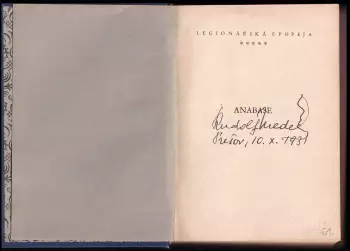 LEGIONÁŘSKÁ EPOPEJA
*****
ANABASE
Rudolf Medek
Prešov, 10. X. 1931